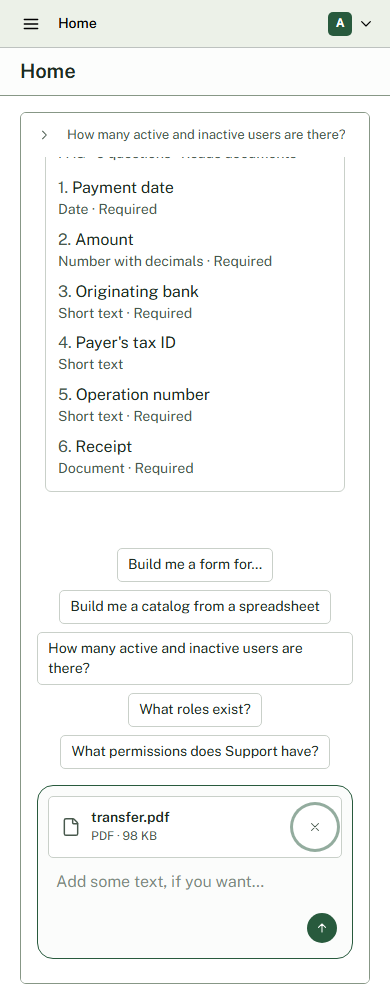 Home
A
Home
How many active and inactive users are there?
1. Payment date
Date · Required
2. Amount
Number with decimals · Required
3. Originating bank
Short text · Required
4. Payer's tax ID
Short text
5. Operation number
Short text · Required
6. Receipt
Document · Required
Build me a form for...
Build me a catalog from a spreadsheet
How many active and inactive users are
there?
What roles exist?
What permissions does Support have?
transfer.pdf
PDF · 98 KB
Add some text, if you want...